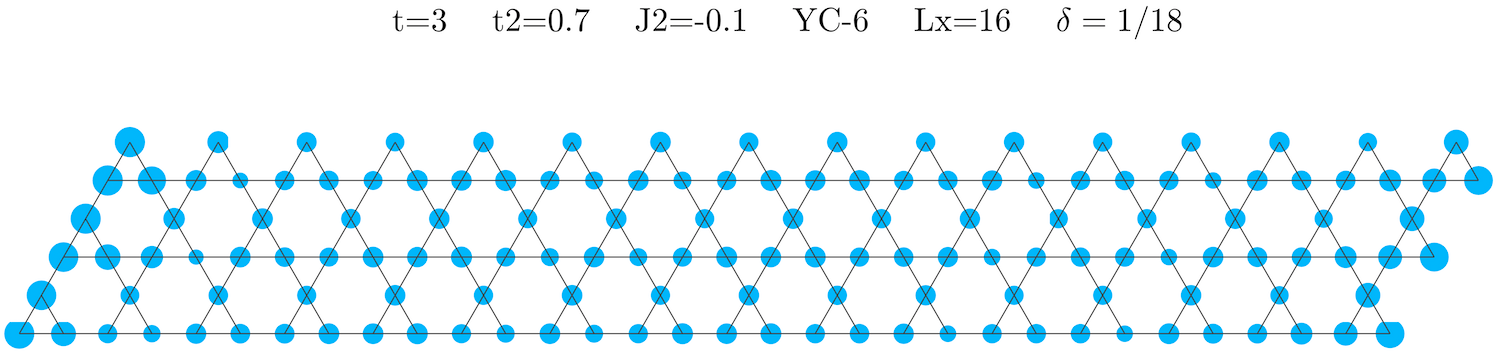 t=3 t2=0.7 J2=-0.1 YC-6 Lx=16 δ = 1/18